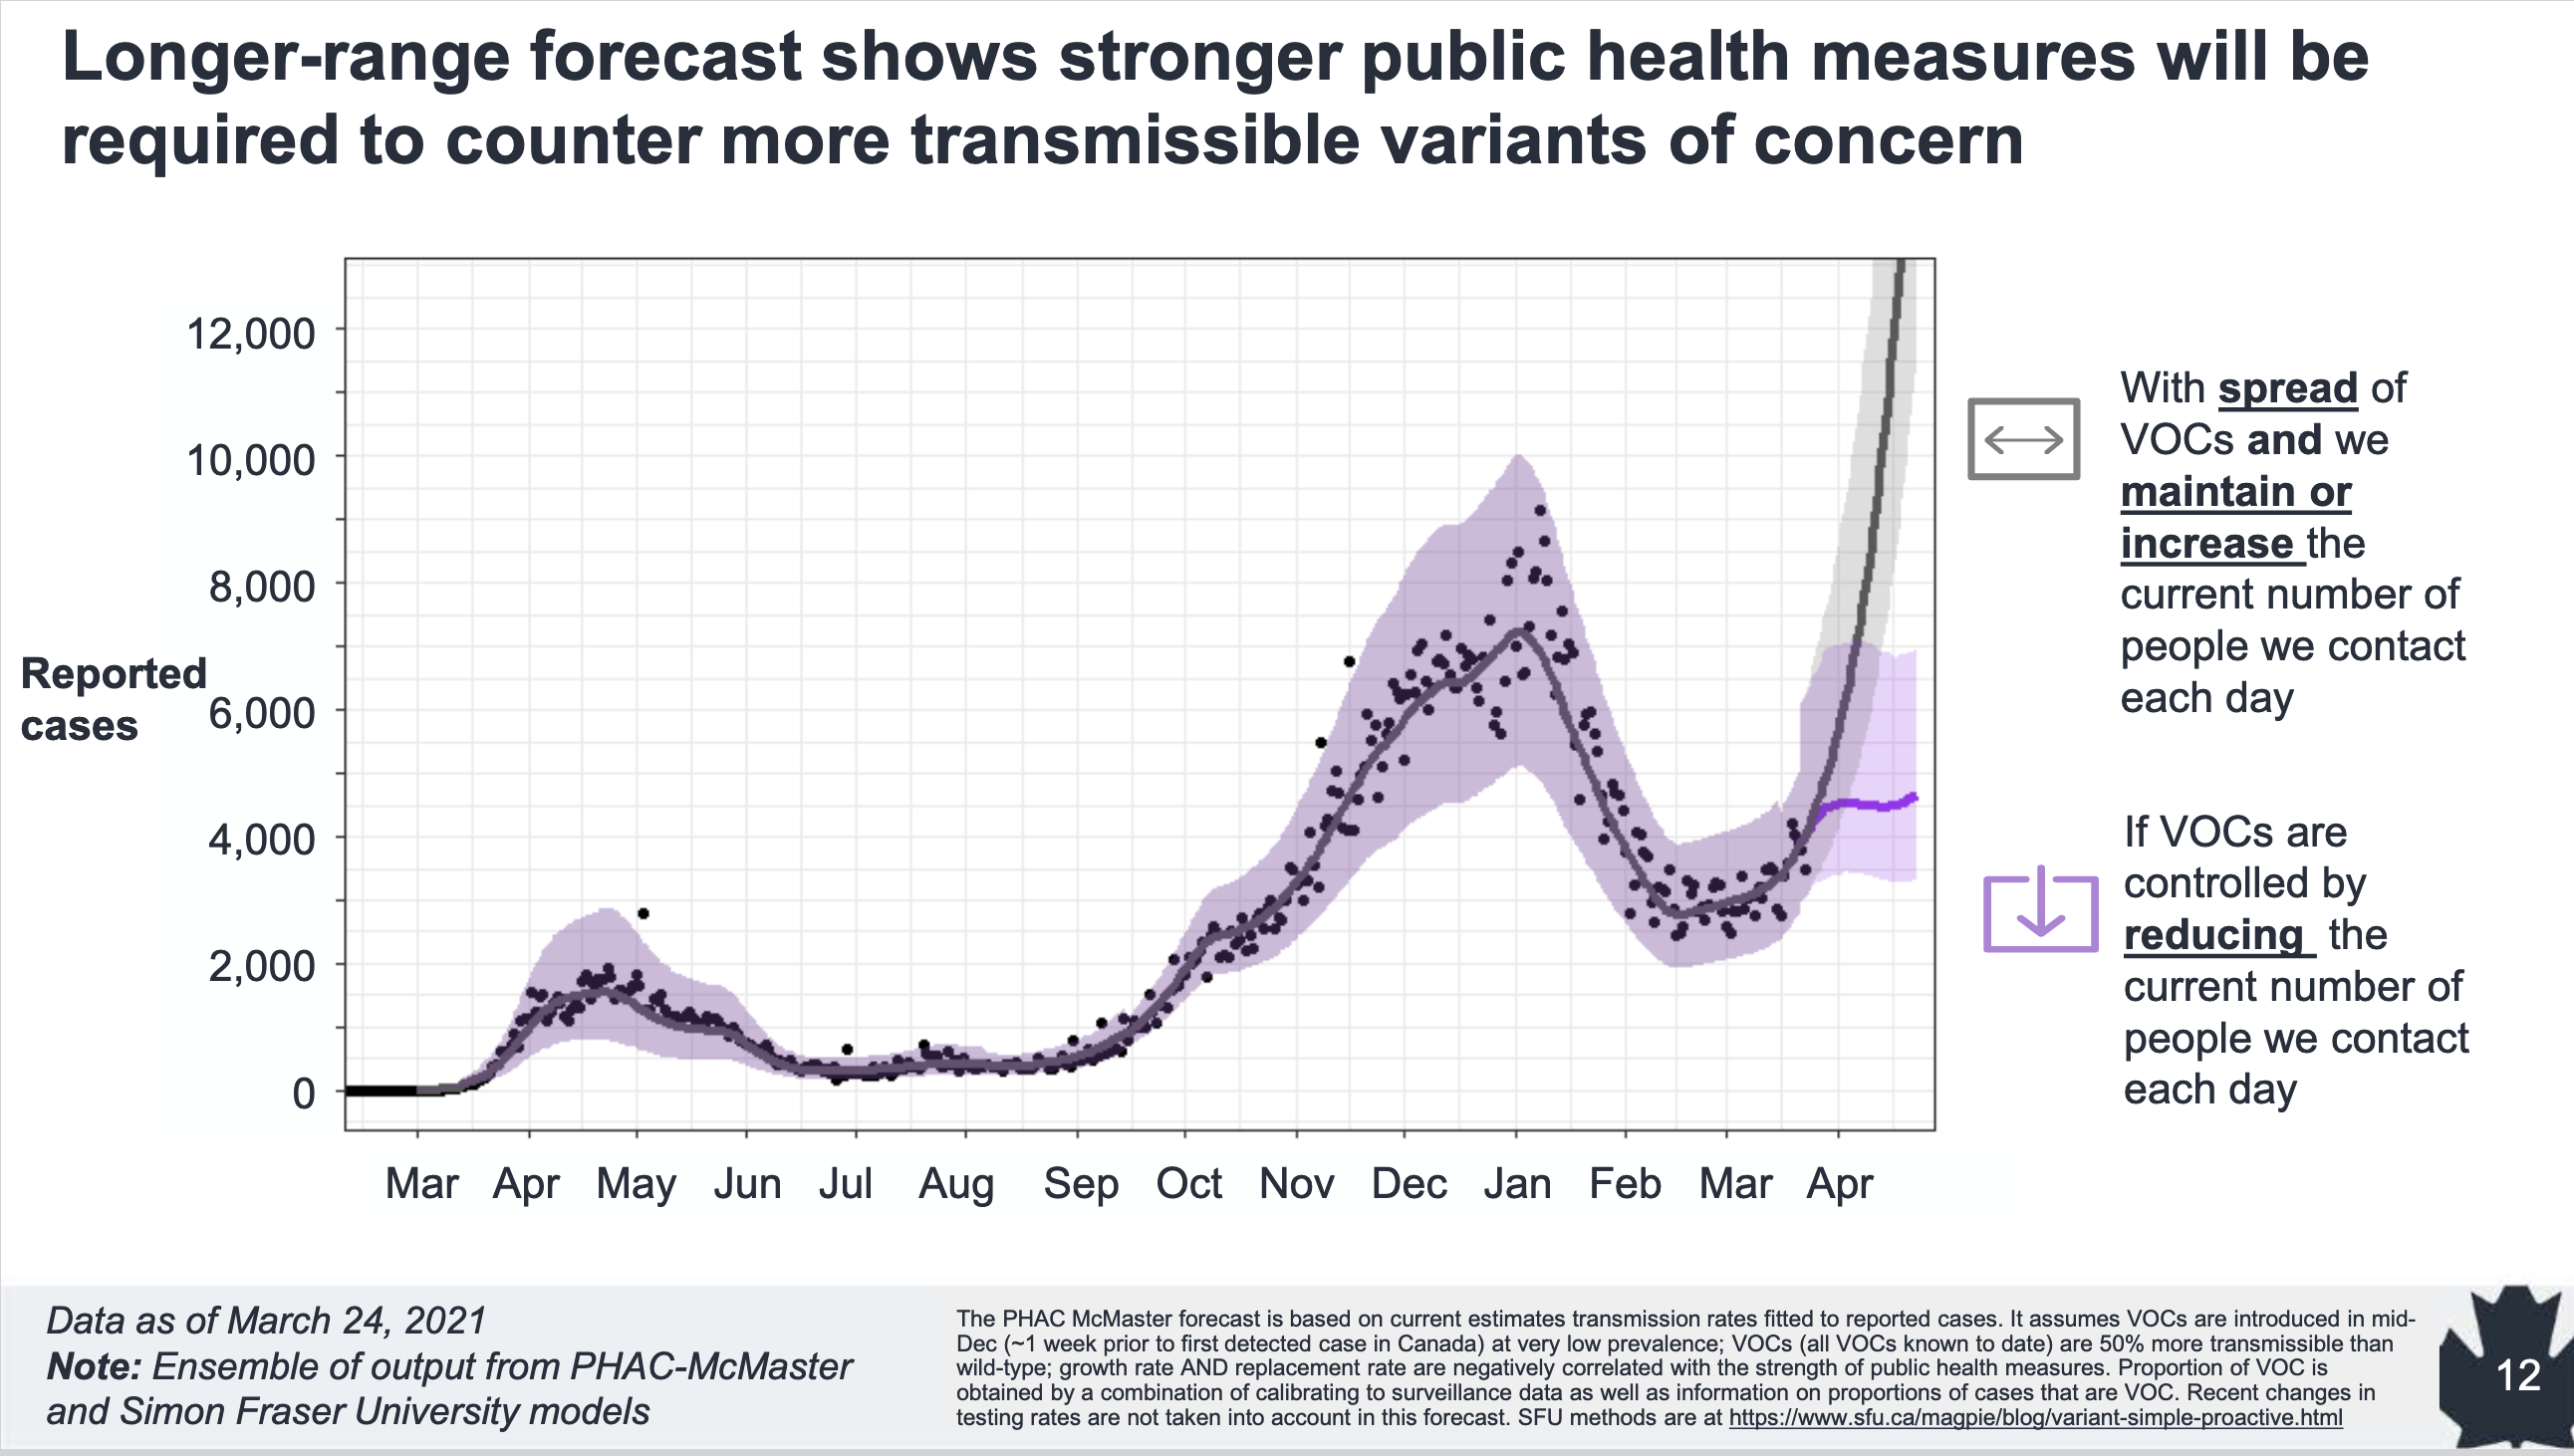 Longer-range forecast shows stronger public health measures will be
required to counter more transmissible variants of concern
12,000
10,000
8,000
6,000
4,000
2,000
0
Reported
cases
Mar Apr May Jun Jul Aug Sep Oct Nov Dec Jan Feb Mar Apr
With spread of
VOCs and we
maintain or
increase the
current number of
people we contact
each day
If VOCs are
controlled by
reducing the
current number of
people we contact
each day
Data as of March 24, 2021
Note: Ensemble of output from PHAC-McMaster
and Simon Fraser University models
The PHAC McMaster forecast is based on current estimates transmission rates fitted to reported cases. It assumes VOCs are introduced in mid-
Dec (~1 week prior to first detected case in Canada) at very low prevalence; VOCs (all VOCs known to date) are 50% more transmissible than
wild-type; growth rate AND replacement rate are negatively correlated with the strength of public health measures. Proportion of VOC is
obtained by a combination of calibrating to surveillance data as well as information on proportions of cases that are VOC. Recent changes in
testing rates are not taken into account in this forecast. SFU methods are at https://www.sfu.ca/magpie/blog/variant-simple-proactive.html
12